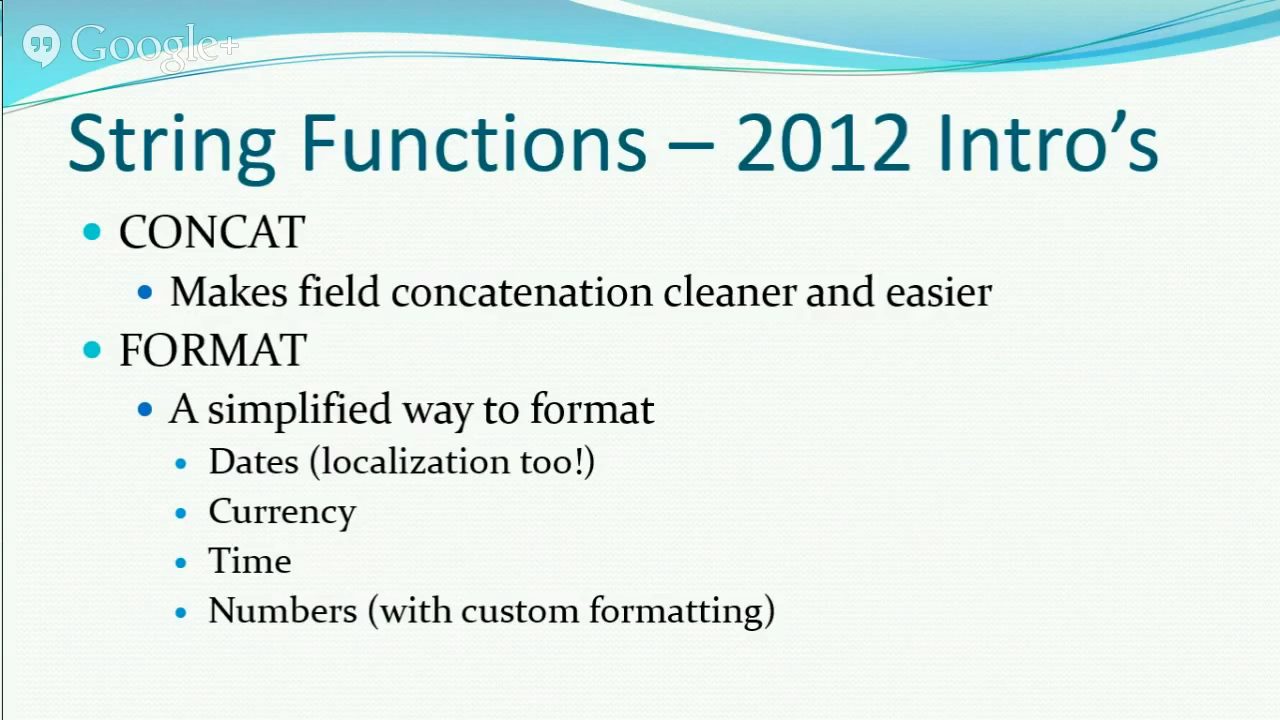 Google+
String Functions – 2012 Intro's
CONCAT
Makes field concatenation cleaner and easier
FORMAT
A simplified way to format
Dates (localization too!)
Currency
Time
Numbers (with custom formatting)